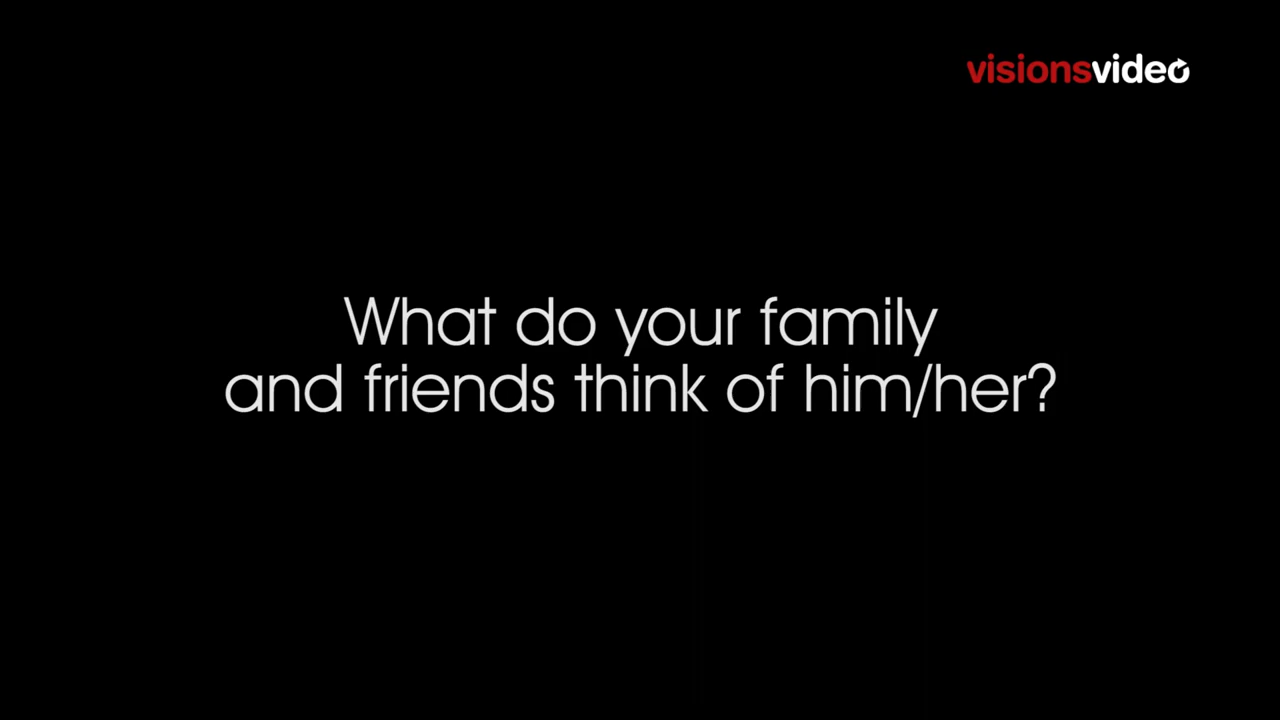 visionsvideo
What do your family
and friends think of him/her?